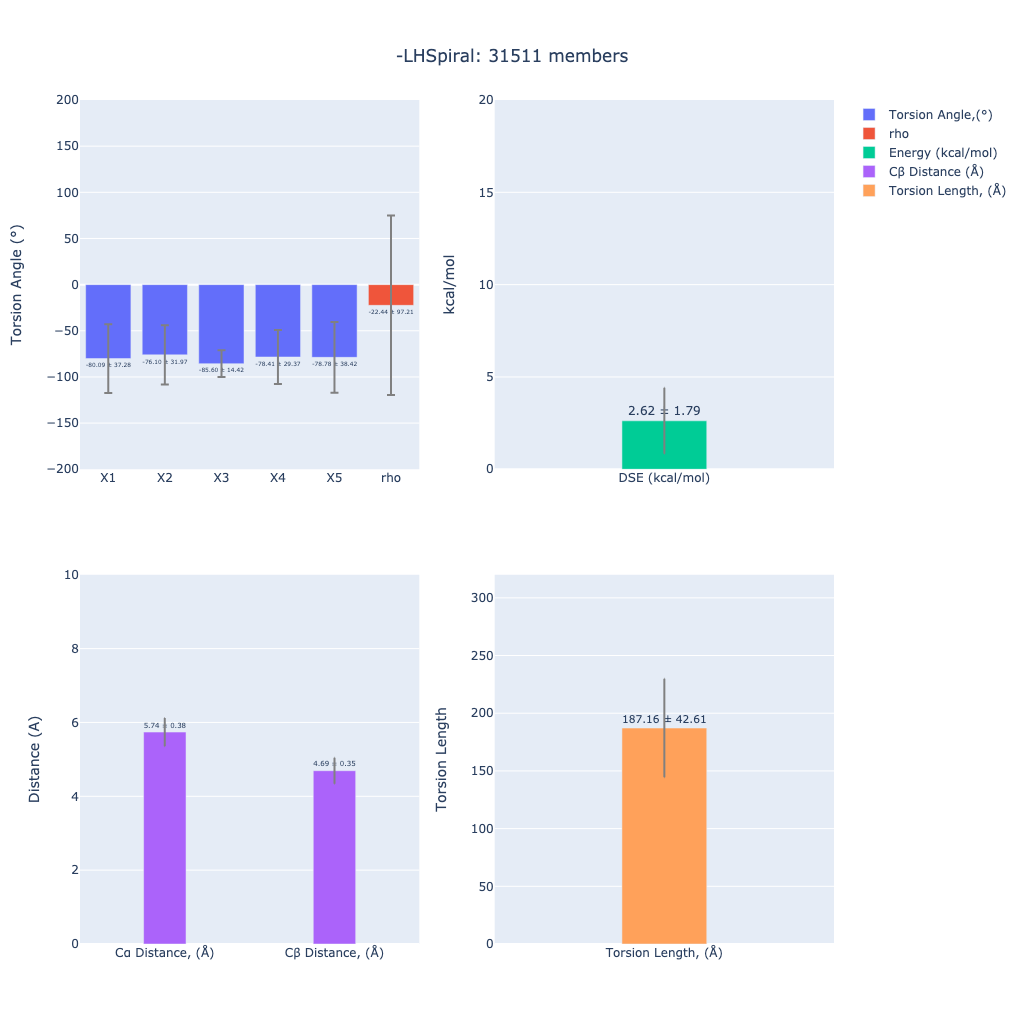 -LHSpiral: 31511 members
Torsion Angle (°)
200
150
100
50
0
−50
−100
−150
−200
-80.09 ± 37.28
-76.10 ± 31.97
-85.60 ± 14.42
-78.41 ± 29.37
-78.78 ± 38.42
-22.44 ± 97.21
X1
X2
X3
X4
X5
rho
kcal/mol
20
15
10
5
0
2.62 ± 1.79
DSE (kcal/mol)
Torsion Angle,(°)
rho
Energy (kcal/mol)
Cβ Distance (Å)
Torsion Length, (Å)
Distance (A)
10
8
6
4
2
0
5.74 ± 0.38
4.69 ± 0.35
Cα Distance, (Å)
Cβ Distance, (Å)
Torsion Length
300
250
200
150
100
50
0
187.16 ± 42.61
Torsion Length, (Å)